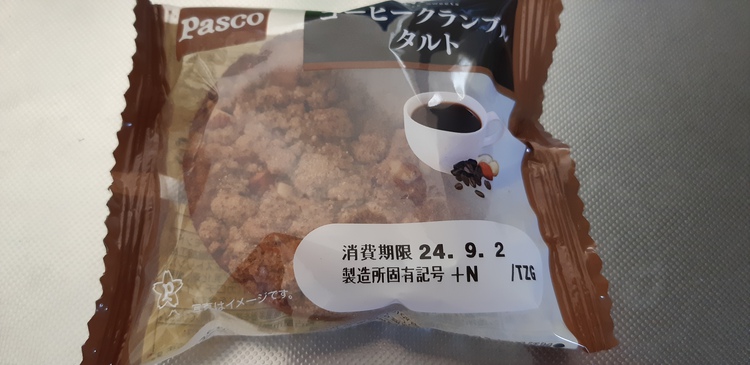 Pasco
コーヒークランブル
タルト
消費期限 24. 9. 2
製造所固有記号 +N /TZG
写真はイメージです。